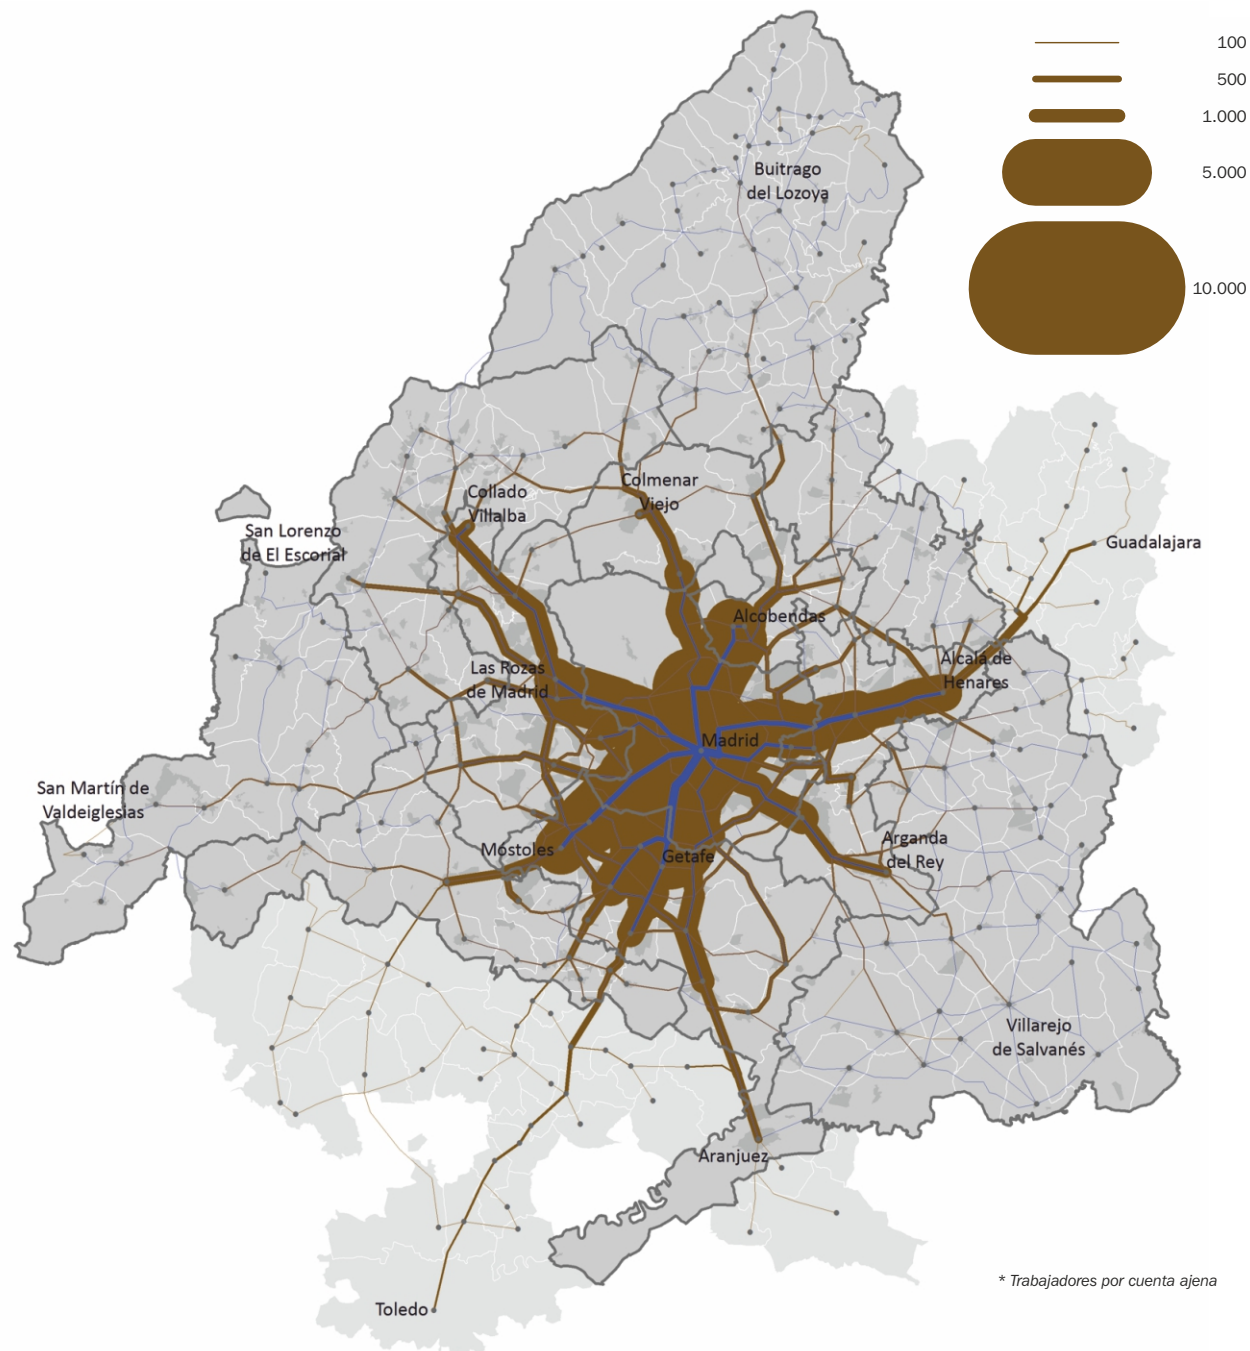 100
500
1.000
5.000
10.000
Buitrago
del Lozoya
Colmenar
Viejo
Collado
Villalba
San Lorenzo
de El Escorial
Guadalajara
Alcobendas
Alcalá de
Henares
Las Rozas
de Madrid
Madrid
San Martín de
Valdeiglesias
Móstoles
Getafe
Arganda
del Rey
Villarejo
de Salvanés
Aranjuez
Toledo
* Trabajadores por cuenta ajena